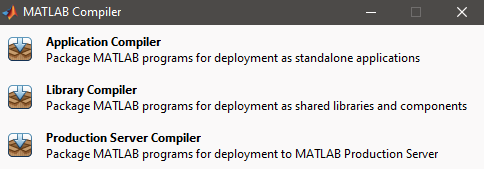 MATLAB Compiler
Application Compiler
Package MATLAB programs for deployment as standalone applications
Library Compiler
Package MATLAB programs for deployment as shared libraries and components
Production Server Compiler
Package MATLAB programs for deployment to MATLAB Production Server